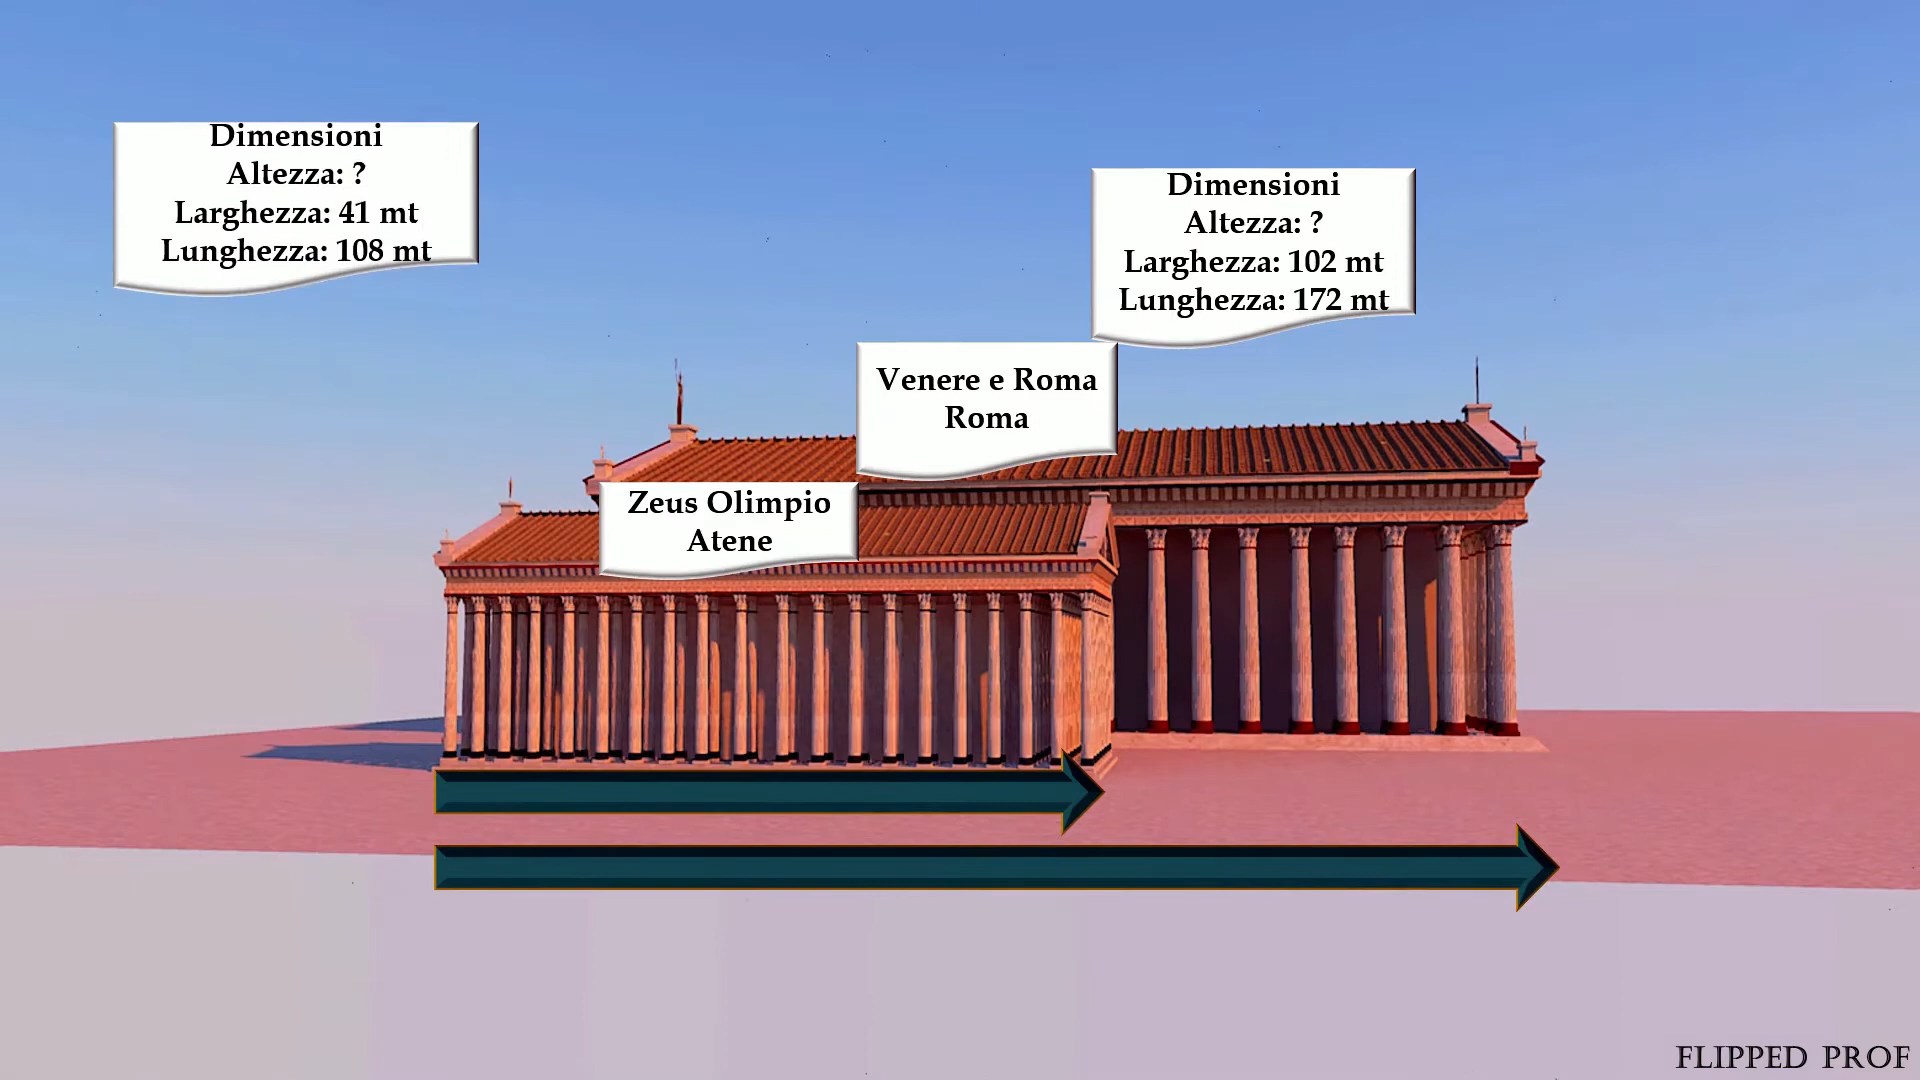 Dimensioni
Altezza: ?
Larghezza: 41 mt
Lunghezza: 108 mt
Dimensioni
Altezza: ?
Larghezza: 102 mt
Lunghezza: 172 mt
Venere e Roma
Roma
Zeus Olimpio
Atene
FLIPPED PROF